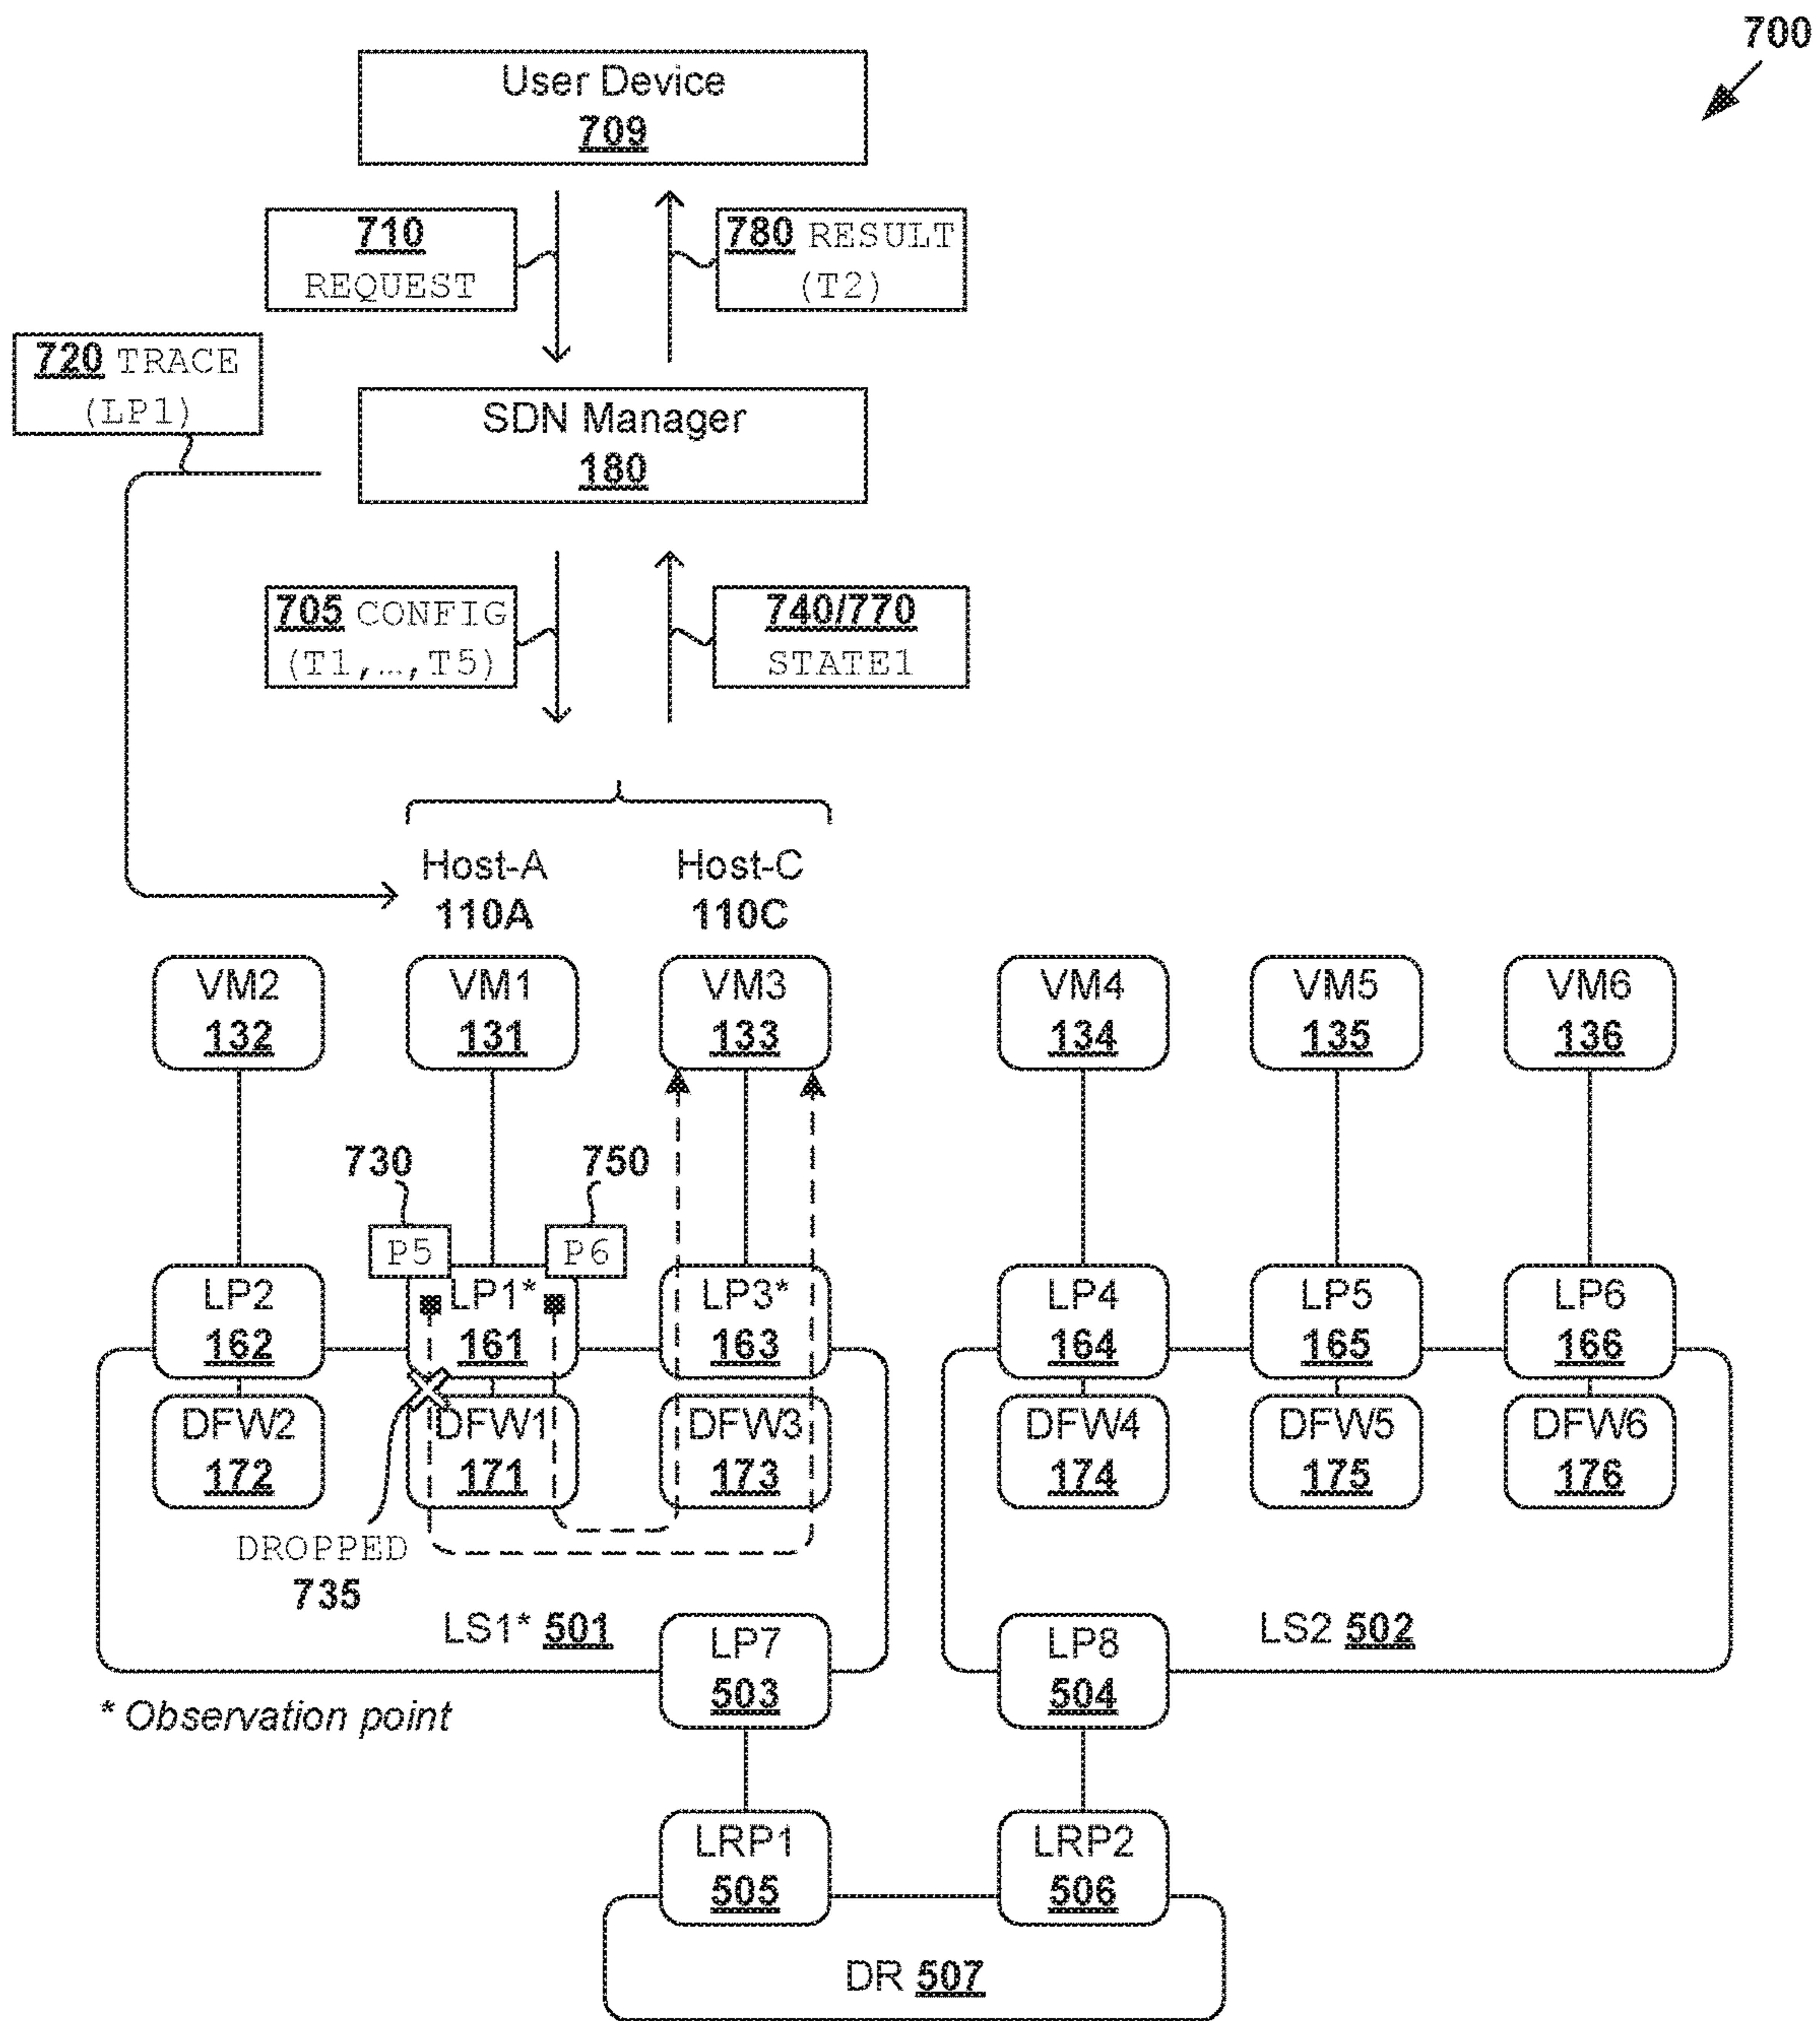 700
User Device
709
710
REQUEST
780 RESULT
(T2)
720 TRACE
(LP1)
SDN Manager
180
705 CONFIG
(T1,...,T5)
740/770
STATE1
Host-A
110A
Host-C
110C
VM2
132
VM1
131
VM3
133
VM4
134
VM5
135
VM6
136
730
750
P5
P6
LP2
162
LP1*
161
LP3*
163
LP4
164
LP5
165
LP6
166
DFW2
172
DFW1
171
DFW3
173
DFW4
174
DFW5
175
DFW6
176
DROPPED
735
LS1* 501
LS2 502
LP7
503
LP8
504
* Observation point
LRP1
505
LRP2
506
DR 507